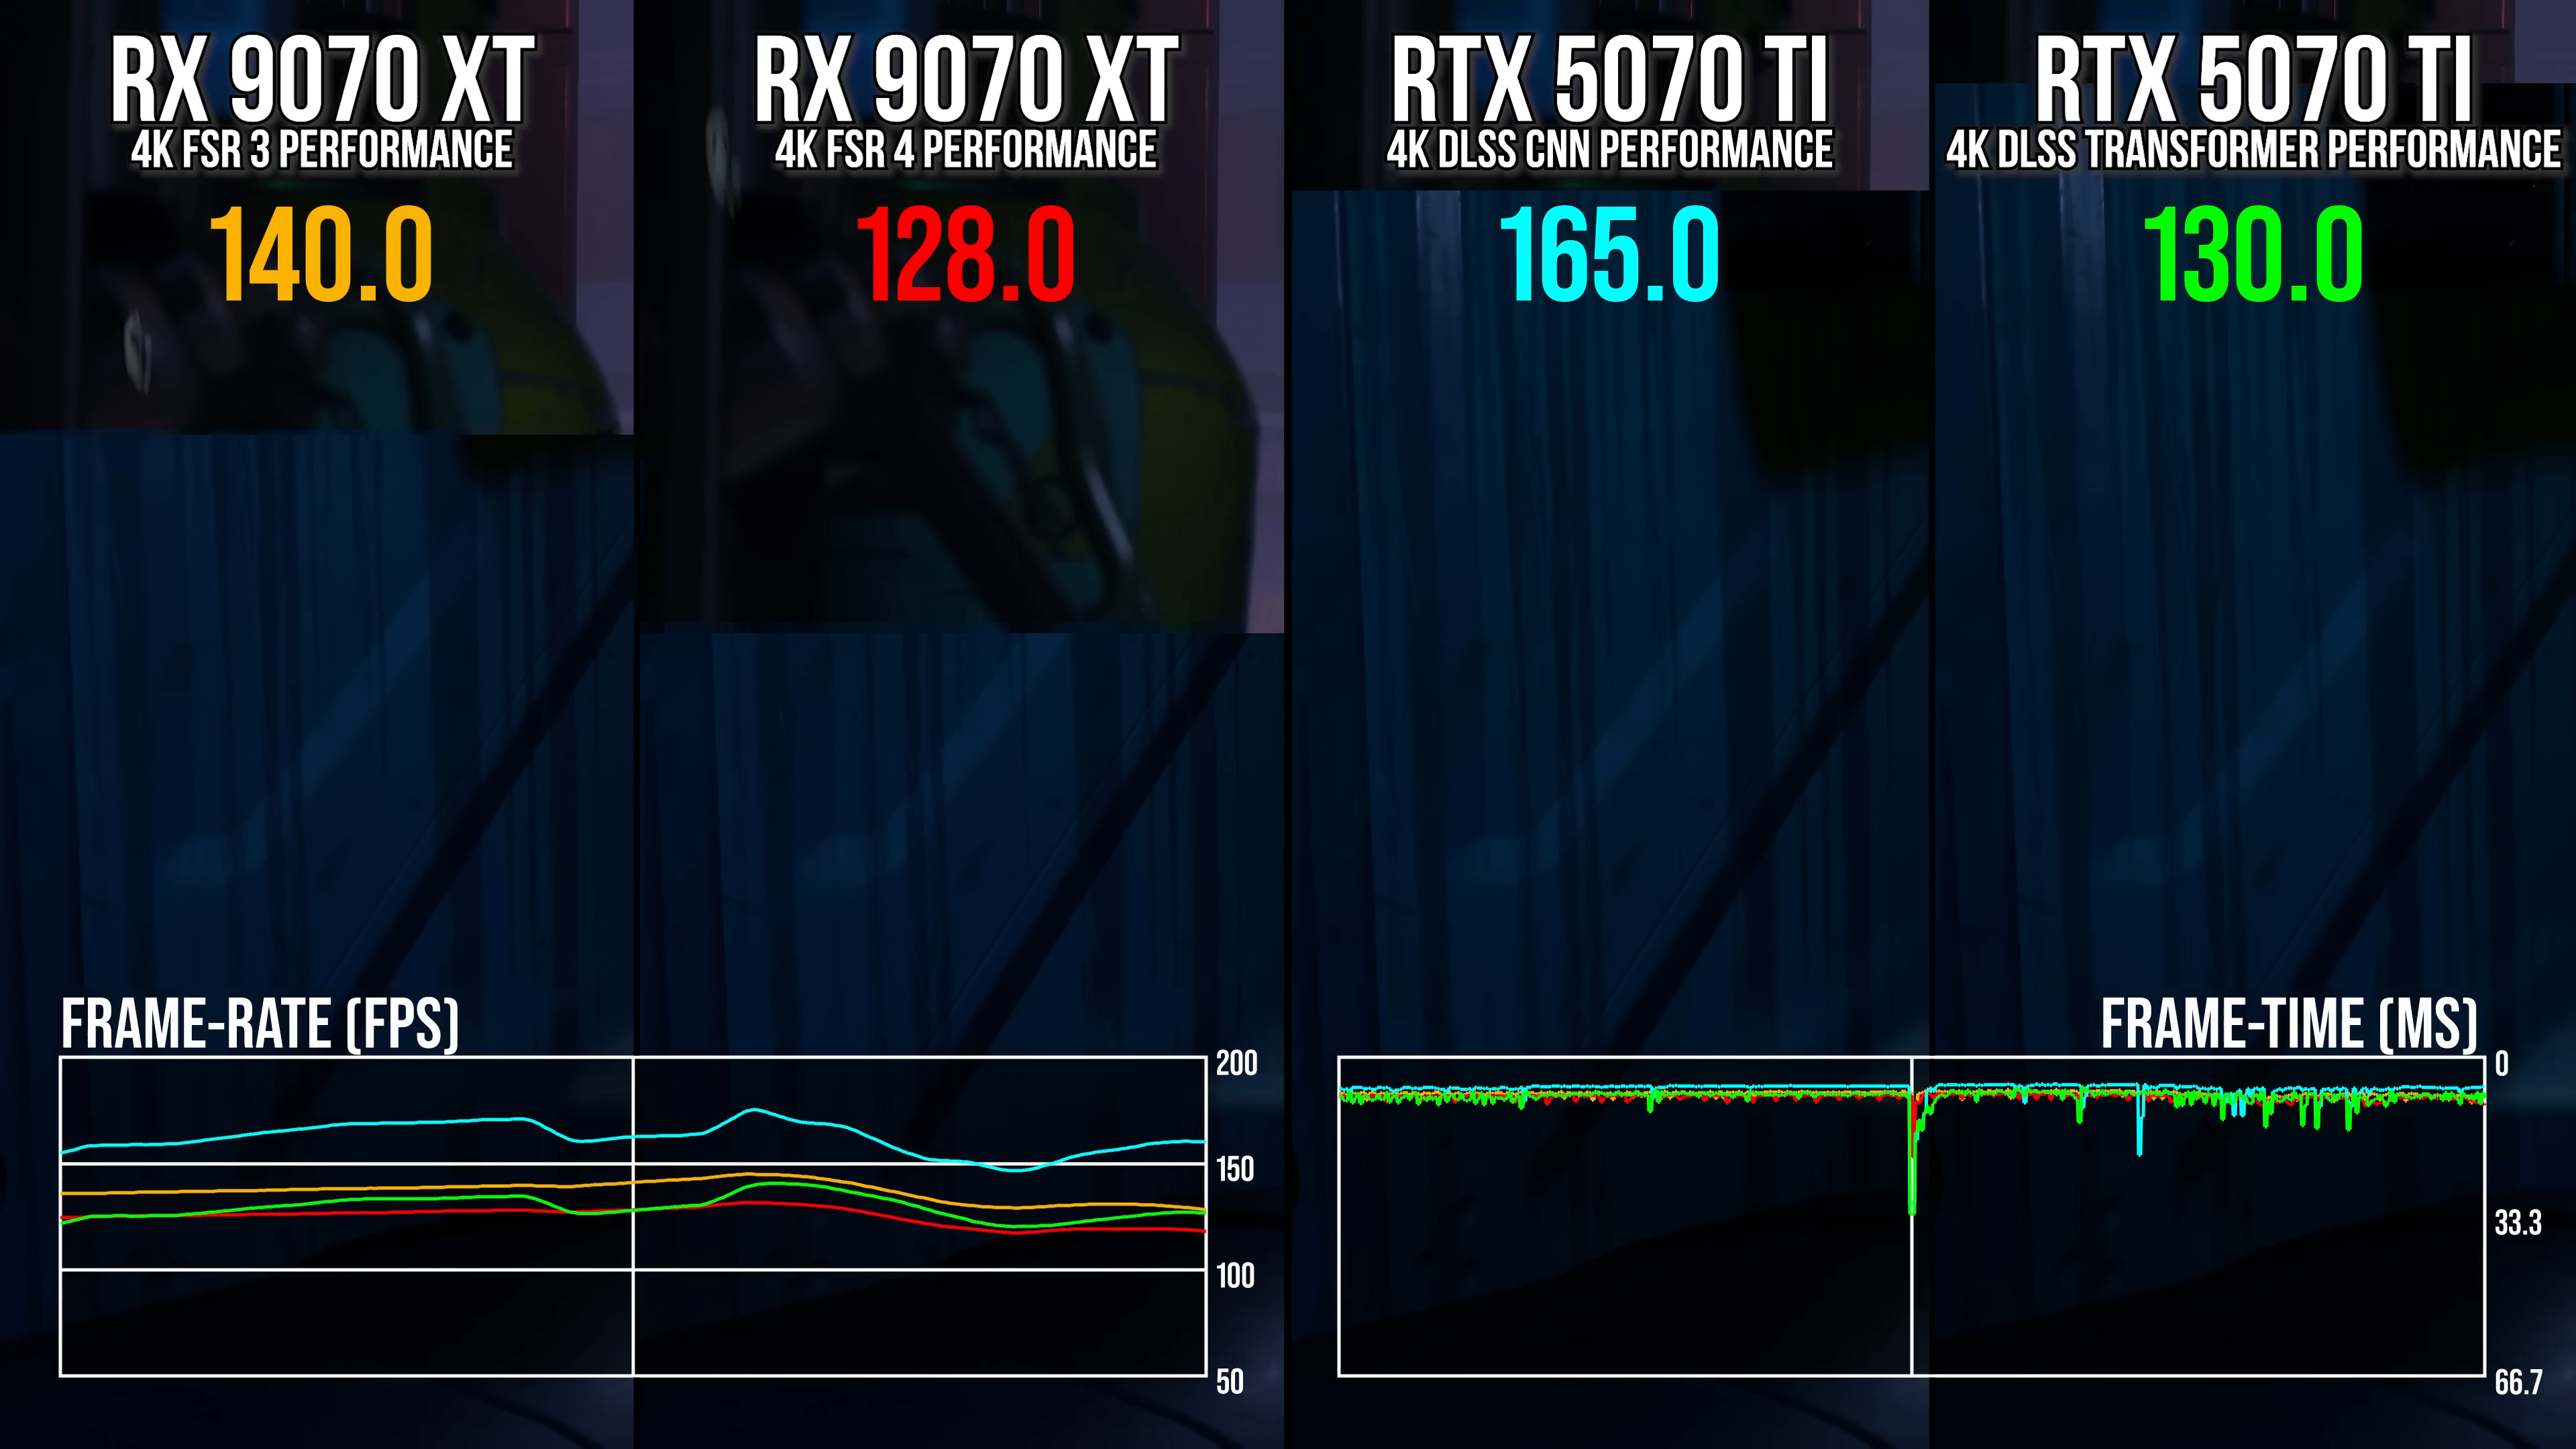 RX 9070 XT
4K FSR 3 PERFORMANCE
140.0
RX 9070 XT
4K FSR 4 PERFORMANCE
128.0
RTX 5070 TI
4K DLSS CNN PERFORMANCE
165.0
RTX 5070 TI
4K DLSS TRANSFORMER PERFORMANCE
130.0
FRAME-RATE (FPS)
200
150
100
50
FRAME-TIME (MS)
0
33.3
66.7